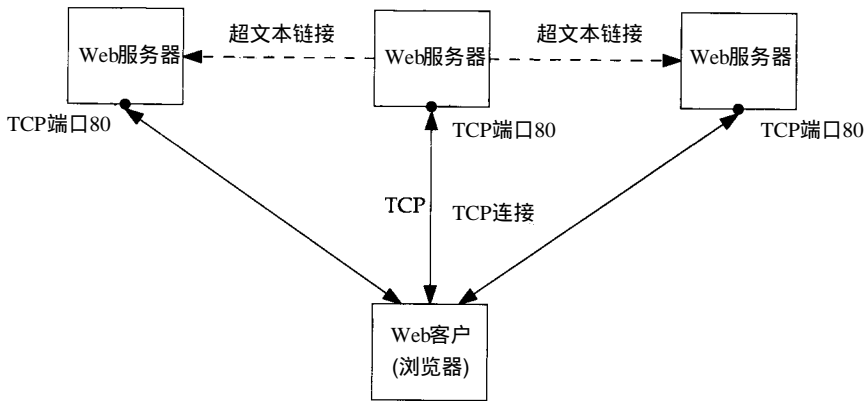 超文本链接
超文本链接
Web服务器
Web服务器
Web服务器
TCP端口80
TCP端口80
TCP端口80
TCP
TCP连接
Web客户
(浏览器)